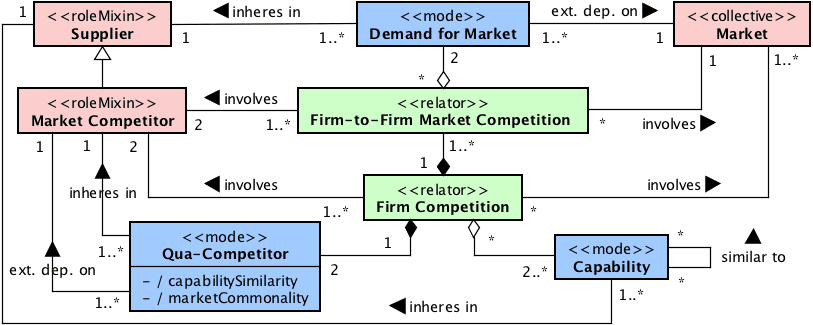 1
<<roleMixin>>
Supplier
1
inheres in
1..*
<<mode>>
Demand for Market
1..*
ext. dep. on
1
<<collective>>
Market
2
1
1..*
*
<<roleMixin>>
Market Competitor
involves
2
1..*
<<relator>>
Firm-to-Firm Market Competition
*
involves
1
1
2
1..*
1
inheres in
involves
1..*
<<relator>>
Firm Competition
involves
*
1..*
<<mode>>
Qua-Competitor
- / capabilitySimilarity
- / marketCommonality
1
2
*
2..*
<<mode>>
Capability
*
*
similar to
ext. dep. on
1..*
inheres in
1..*